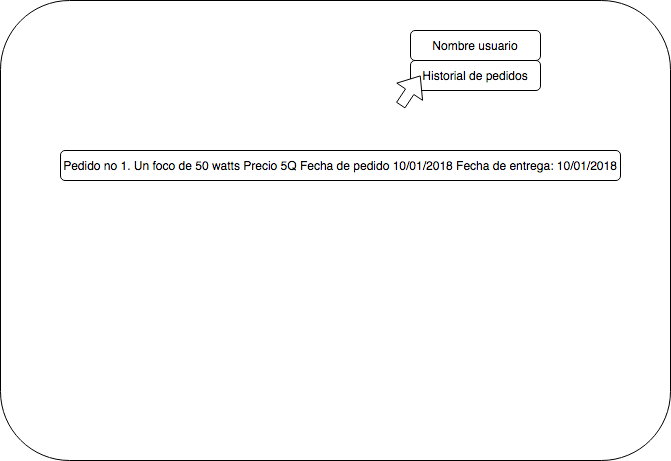 Nombre usuario
Historial de pedidos
Pedido no 1. Un foco de 50 watts Precio 5Q Fecha de pedido 10/01/2018 Fecha de entrega: 10/01/2018